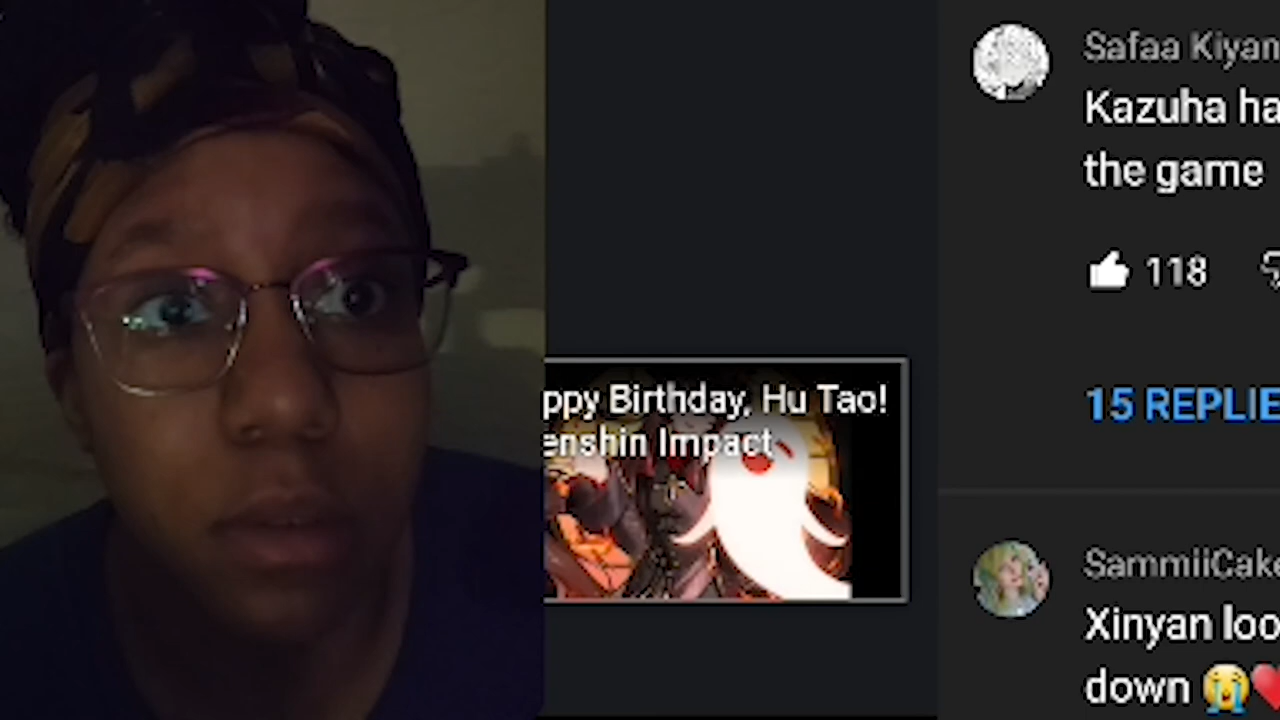 ppy Birthday, Hu Tao!
enshin Impact
Safaa Kiyan
Kazuha ha
the game
118
15 REPLIE
SammiiCake
Xinyan loo
down 😭❤